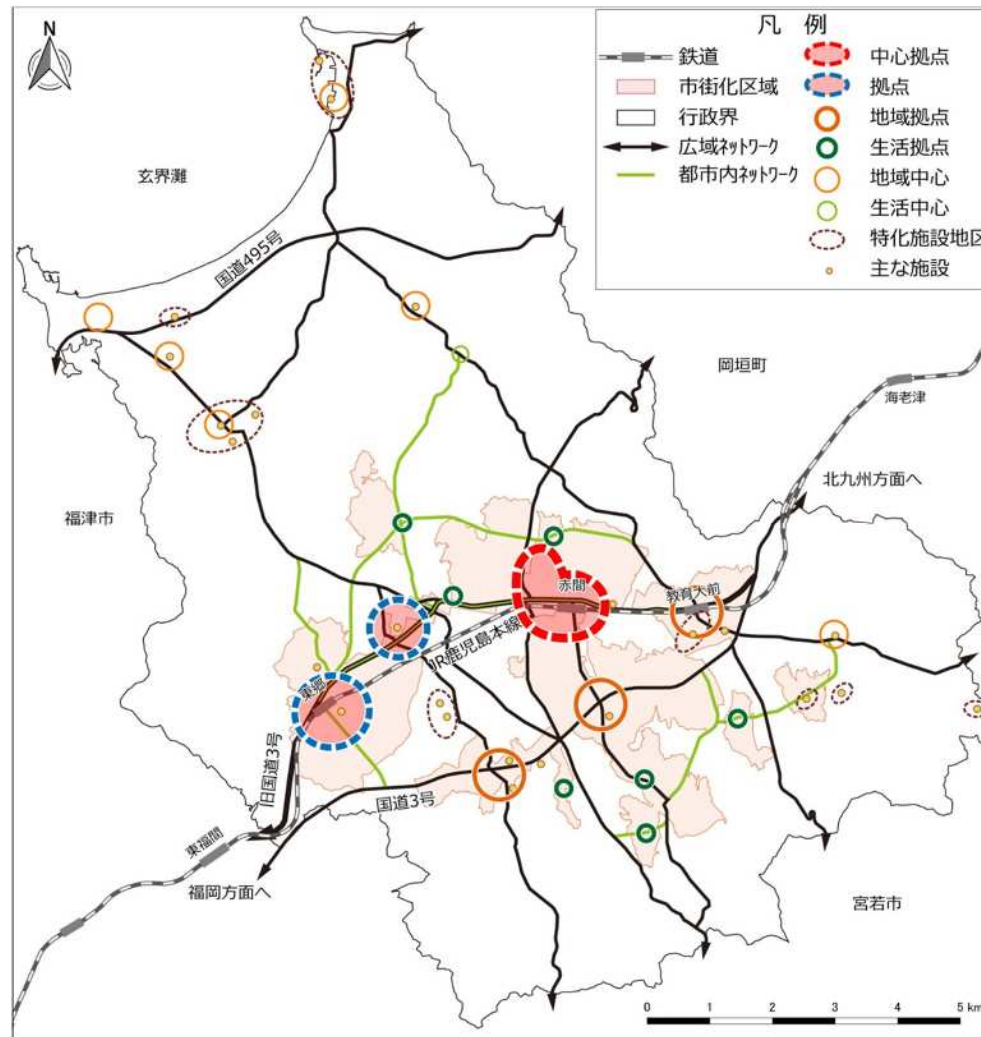 N
凡 例
鉄道
市街化区域
行政界
広域ネットワーク
都市内ネットワーク
中心拠点
拠点
地域拠点
生活拠点
地域中心
生活中心
特化施設地区
主な施設
玄界灘
国道495号
岡垣町
海老津
北九州方面へ
福津市
赤間
教育大前
JR鹿児島本線
東郷
旧国道3号
国道3号
東福間
福岡方面へ
宮若市
0 1 2 3 4 5 km